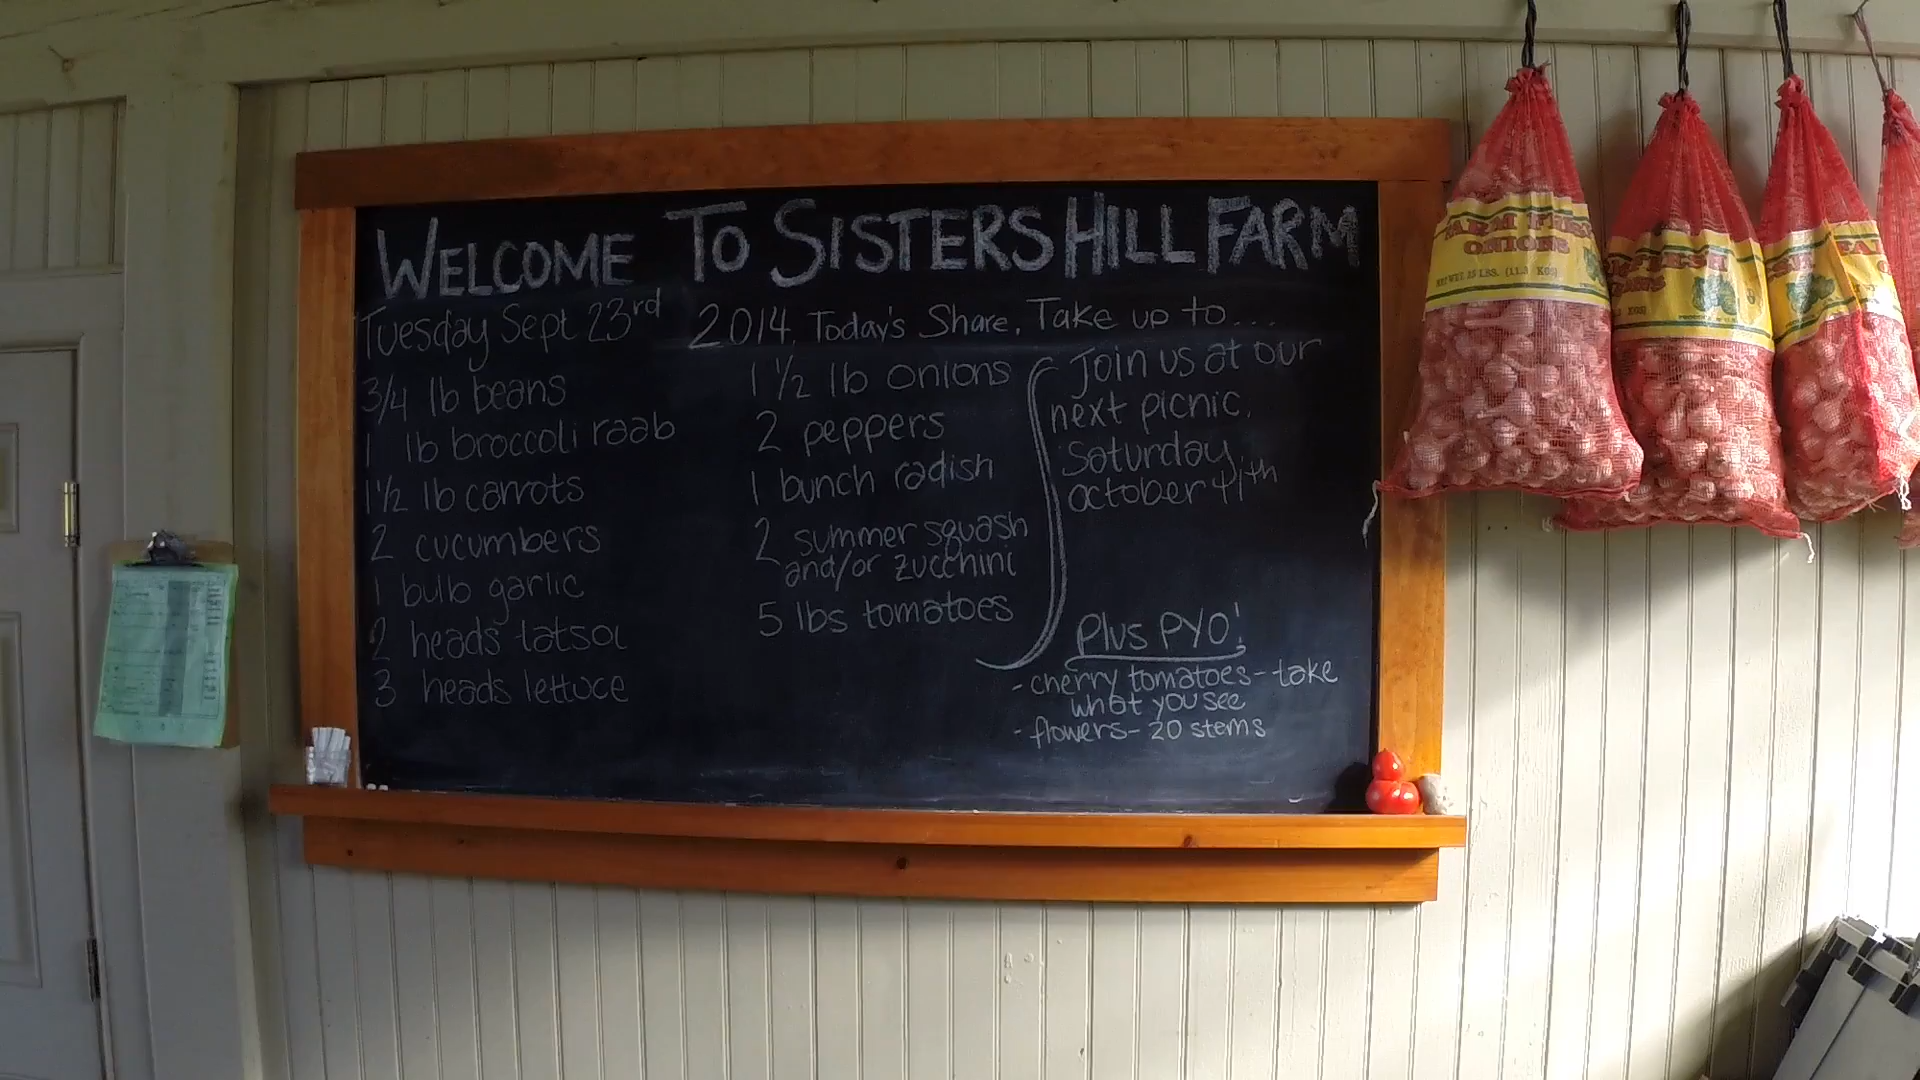 WELCOME TO SISTERS HILL FARM
Tuesday Sept 23rd 2014. Today's Share. Take up to...
3/4 lb beans
1 lb broccoli raab
1 1/2 lb carrots
2 cucumbers
1 bulb garlic
2 heads tatsoi
3 heads lettuce
1 1/2 lb onions
2 peppers
1 bunch radish
2 summer squash
and/or zucchini
5 lbs tomatoes
Join us at our
next picnic.
Saturday
October
Plus PYO!
- cherry tomatoes - take
what you see
- flowers - 20 stems
ONIONS
NET WT. 25 LBS.